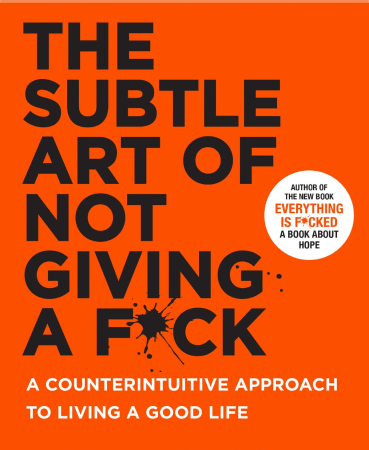 THE
SUBTLE
ART OF
NOT
GIVING
A F*CK
AUTHOR OF
THE NEW BOOK
EVERYTHING
IS F*CKED
A BOOK ABOUT
HOPE
A COUNTERINTUITIVE APPROACH
TO LIVING A GOOD LIFE